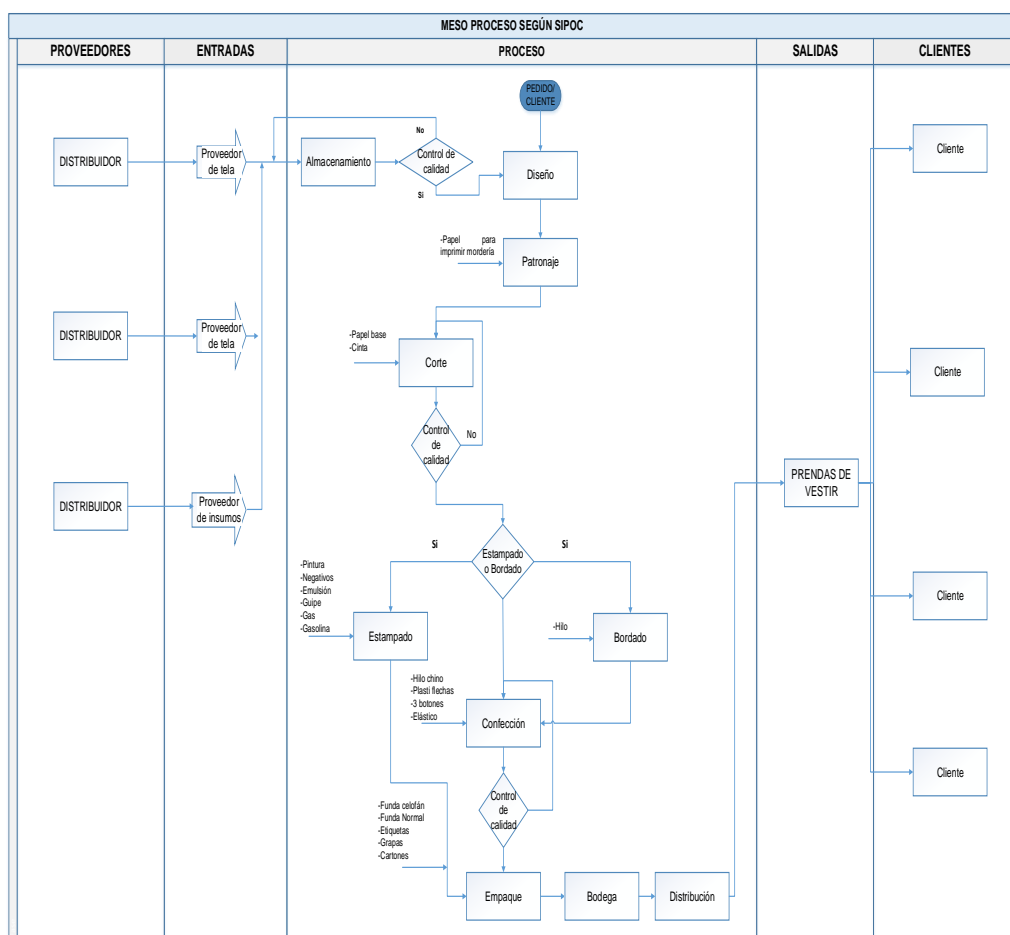 MESO PROCESO SEGÚN SIPOC
PROVEEDORES
ENTRADAS
PROCESO
SALIDAS
CLIENTES
PEDIDO/
CLIENTE
DISTRIBUIDOR
Proveedor
de tela
Almacenamiento
No
Control de
calidad
Si
Diseño
Cliente
-Papel para
imprimir mordería
Patronaje
DISTRIBUIDOR
Proveedor
de tela
-Papel base
-Cinta
Corte
Cliente
Control
de
calidad
No
DISTRIBUIDOR
Proveedor
de insumos
PRENDAS DE
VESTIR
Si
Estampado
o Bordado
Si
-Pintura
-Negativos
-Emulsión
-Guipe
-Gas
-Gasolina
Estampado
-Hilo
Bordado
Cliente
-Hilo chino
-Plasti flechas
-3 botones
-Elástico
Confección
Cliente
Control
de
calidad
-Funda celofán
-Funda Normal
-Etiquetas
-Grapas
-Cartones
Empaque
Bodega
Distribución